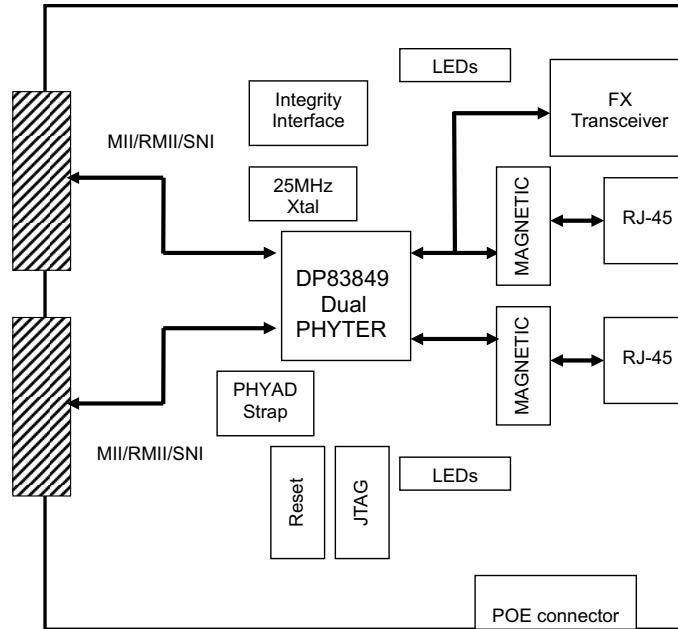 LEDs
Integrity
Interface
FX
Transceiver
MII/RMII/SNI
25MHz
Xtal
MAGNETIC
RJ-45
DP83849
Dual
PHYTER
MAGNETIC
RJ-45
PHYAD
Strap
MII/RMII/SNI
Reset
JTAG
LEDs
POE connector